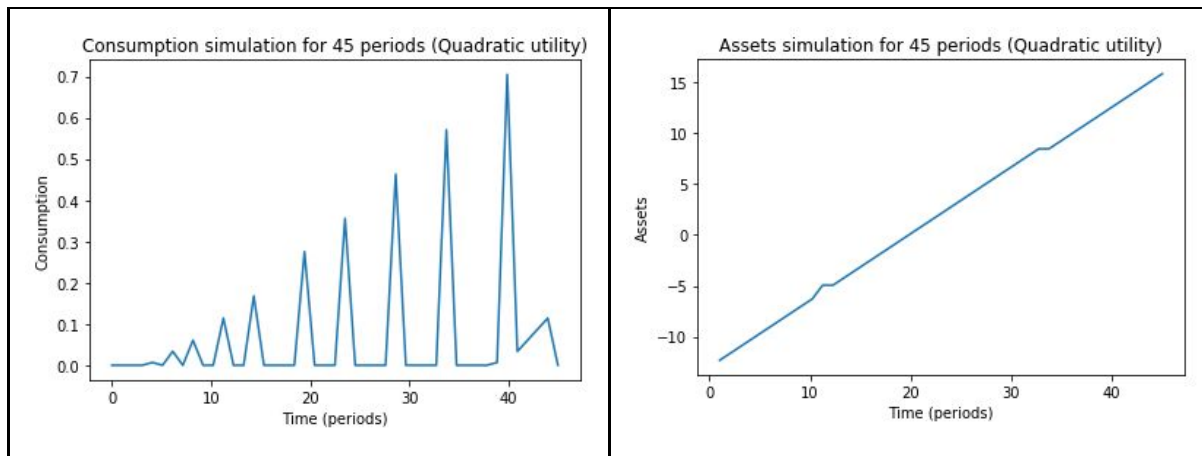 Consumption simulation for 45 periods (Quadratic utility)
0.7
0.6
0.5
0.4
0.3
0.2
0.1
0.0
Consumption
0 10 20 30 40
Time (periods)
Assets simulation for 45 periods (Quadratic utility)
15
10
5
0
−5
−10
Assets
0 10 20 30 40
Time (periods)